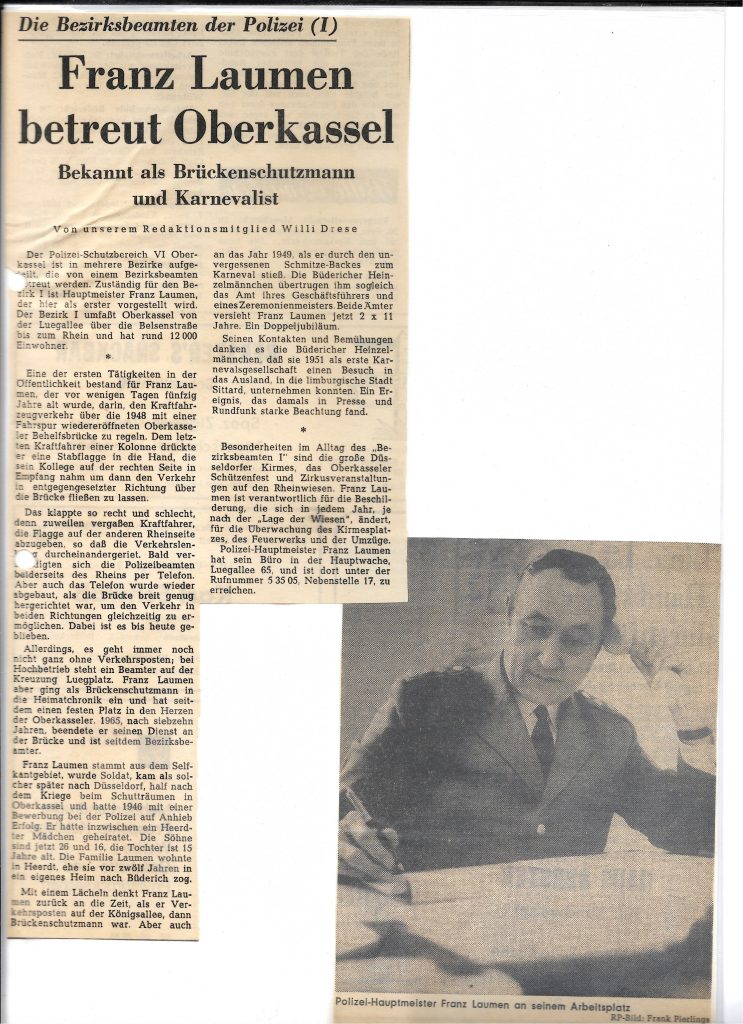 Die Bezirksbeamten der Polizei (I)
Franz Laumen
betreut Oberkassel
Bekannt als Brückenschutzmann
und Karnevalist
Von unserem Redaktionsmitglied Willi Drese
Der Polizei-Schutzbereich VI Ober-
kassel ist in mehrere Bezirke aufge-
teilt, die von einem Bezirksbeamten
betreut werden. Zuständig für den Be-
zirk I ist Hauptmeister Franz Laumen,
der hier als erster vorgestellt wird.
Der Bezirk I umfaßt Oberkassel von
der Luegallee über die Belsenstraße
bis zum Rhein und hat rund 12 000
Einwohner.
*
Eine der ersten Tätigkeiten in der
Öffentlichkeit bestand für Franz Lau-
men, der vor wenigen Tagen fünfzig
Jahre alt wurde, darin, den Kraftfahr-
zeugverkehr über die 1948 mit einer
Fahrspur wiedereröffneten Oberkasse-
ler Behelfsbrücke zu regeln. Dem letz-
ten Kraftfahrer einer Kolonne drückte
er eine Stabflagge in die Hand, die
sein Kollege auf der rechten Seite in
Empfang nahm um dann den Verkehr
in entgegengesetzter Richtung über
die Brücke fließen zu lassen.
Das klappte so recht und schlecht,
denn zuweilen vergaßen Kraftfahrer,
die Flagge auf der anderen Rheinseite
abzugeben, so daß die Verkehrslen-
kung durcheinandergeriet. Bald ver-
ständigten sich die Polizeibeamten
beiderseits des Rheins per Telefon.
Aber auch das Telefon wurde wieder
abgebaut, als die Brücke breit genug
hergerichtet war, um den Verkehr in
beiden Richtungen gleichzeitig zu er-
möglichen. Dabei ist es bis heute ge-
blieben.
Allerdings, es geht immer noch
nicht ganz ohne Verkehrsposten; bei
Hochbetrieb steht ein Beamter auf der
Kreuzung Luegplatz. Franz Laumen
aber ging als Brückenschutzmann in
die Heimatchronik ein und hat seit-
dem einen festen Platz in den Herzen
der Oberkasseler. 1965, nach siebzehn
Jahren, beendete er seinen Dienst an
der Brücke und ist seitdem Bezirksbe-
amter.
Franz Laumen stammt aus dem Self-
kantgebiet, wurde Soldat, kam als sol-
cher später nach Düsseldorf, half nach
dem Kriege beim Schutträumen in
Oberkassel und hatte 1946 mit einer
Bewerbung bei der Polizei auf Anhieb
Erfolg. Er hatte inzwischen ein Heerd-
ter Mädchen geheiratet. Die Söhne
sind jetzt 26 und 16, die Tochter ist 15
Jahre alt. Die Familie Laumen wohnte
in Heerdt, ehe sie vor zwölf Jahren in
ein eigenes Heim nach Büderich zog.
Mit einem Lächeln denkt Franz Lau-
men zurück an die Zeit, als er Ver-
kehrsposten auf der Königsallee, dann
Brückenschutzmann war. Aber auch
an das Jahr 1949, als er durch den un-
vergessenen Schmitze-Backes zum
Karneval stieß. Die Büdericher Hein-
zelmännchen übertrugen ihm sogleich
das Amt ihres Geschäftsführers und
eines Zeremonienmeisters. Beide Ämter
versieht Franz Laumen jetzt 2 x 11
Jahre. Ein Doppeljubiläum.
Seinen Kontakten und Bemühungen
danken es die Büdericher Heinzel-
männchen, daß sie 1951 als erste Kar-
nevalsgesellschaft einen Besuch in
das Ausland, in die limburgische Stadt
Sittard, unternehmen konnten. Ein Er-
eignis, das damals in Presse und
Rundfunk starke Beachtung fand.
*
Besonderheiten im Alltag des „Be-
zirksbeamten I" sind die große Düs-
seldorfer Kirmes, das Oberkasseler
Schützenfest und Zirkusveranstaltun-
gen auf den Rheinwiesen. Franz Lau-
men ist verantwortlich für die Beschil-
derung, die sich in jedem Jahr, je
nach der „Lage der Wiesen", ändert,
für die Überwachung des Kirmesplat-
zes, des Feuerwerks und der Umzüge.
Polizei-Hauptmeister Franz Laumen
hat sein Büro in der Hauptwache,
Luegallee 65, und ist dort unter der
Rufnummer 5 35 05, Nebenstelle 17, zu
erreichen.
Polizei-Hauptmeister Franz Laumen an seinem Arbeitsplatz
RP-Bild: Frank Pierlings